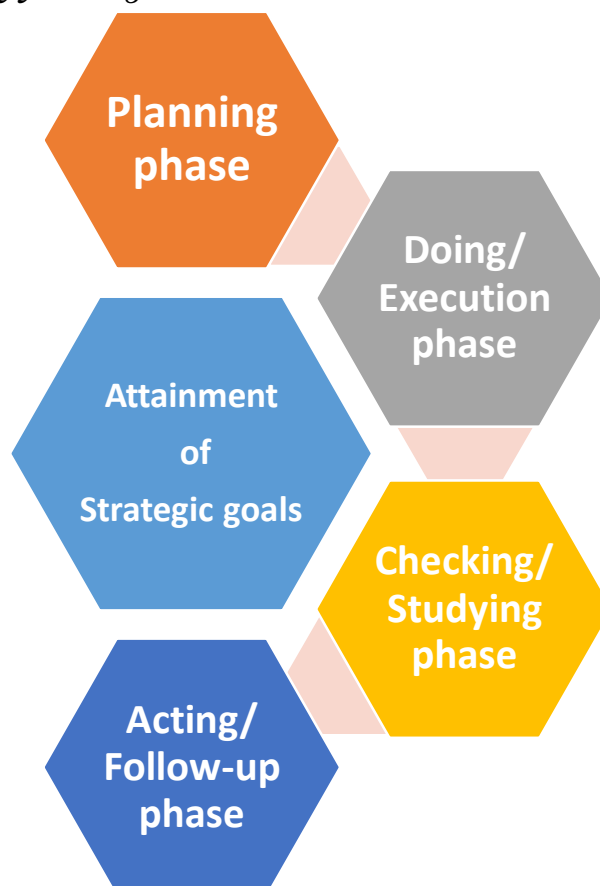 Planning
phase
Doing/
Execution
phase
Attainment
of
Strategic goals
Checking/
Studying
phase
Acting/
Follow-up
phase